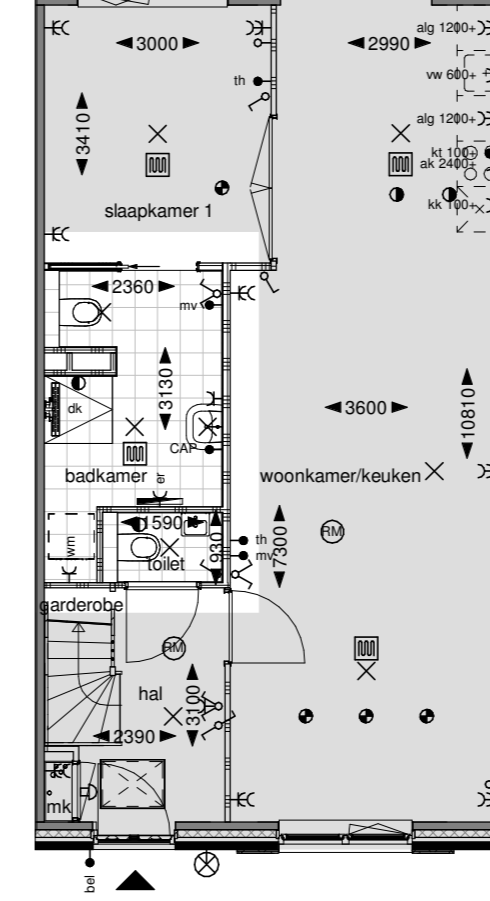 alg 1200+
3000
2990
vw 600+
th
alg 1200+
3410
kt 100+
ak 2400+
slaapkamer 1
kk 100+
2360
mv
3130
dk
3600
10810
CAP
badkamer
er
woonkamer/keuken
1590
RM
930
7300
wm
th
toilet
mv
garderobe
RM
hal
3100
2390
mk
bel